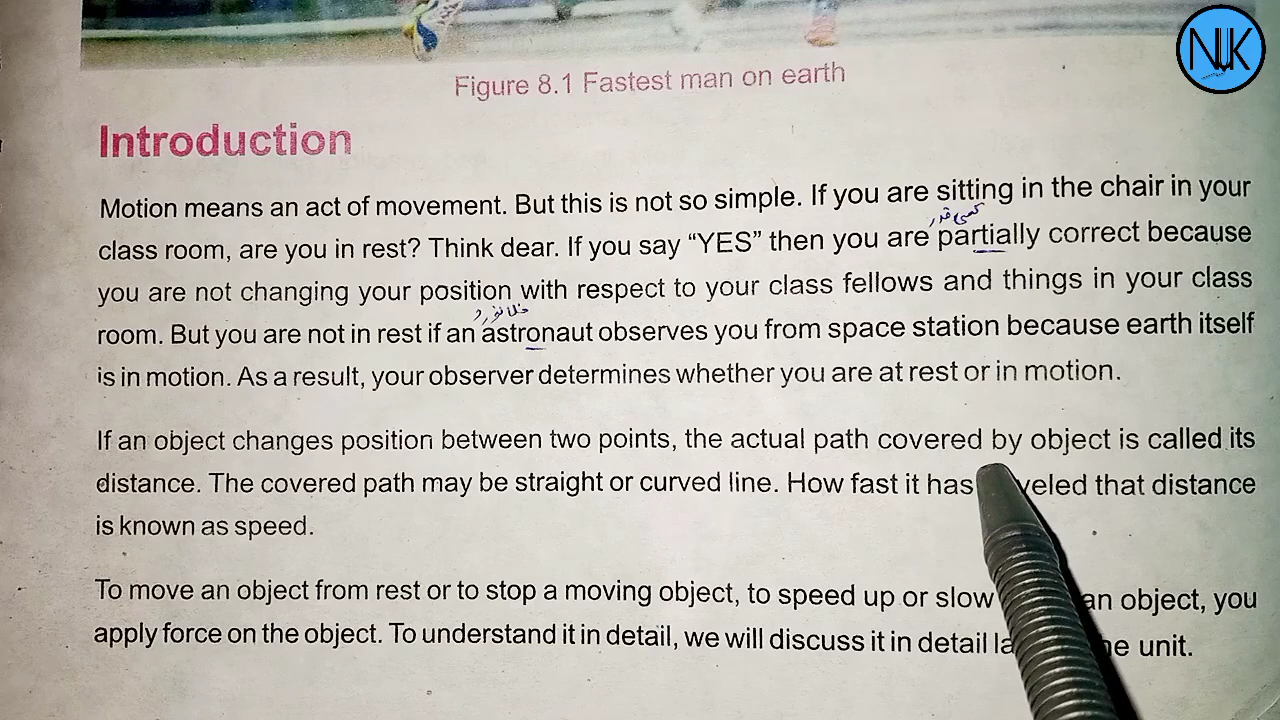 NJK
Figure 8.1 Fastest man on earth
Introduction
Motion means an act of movement. But this is not so simple. If you are sitting in the chair in your
کسی قدر
class room, are you in rest? Think dear. If you say “YES” then you are partially correct because
you are not changing your position with respect to your class fellows and things in your class
خلا نورد
room. But you are not in rest if an astronaut observes you from space station because earth itself
is in motion. As a result, your observer determines whether you are at rest or in motion.
If an object changes position between two points, the actual path covered by object is called its
distance. The covered path may be straight or curved line. How fast it has veled that distance
is known as speed.
To move an object from rest or to stop a moving object, to speed up or slow an object, you
apply force on the object. To understand it in detail, we will discuss it in detail la he unit.